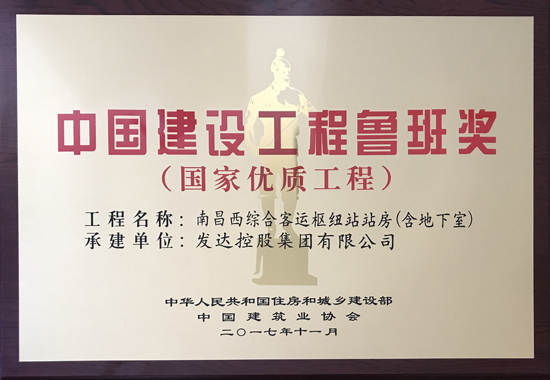 中国建设工程鲁班奖
（国家优质工程）
工程名称：南昌西综合客运枢纽站站房(含地下室)
承建单位：发达控股集团有限公司
中华人民共和国住房和城乡建设部
中国建筑业协会
二〇一七年十一月